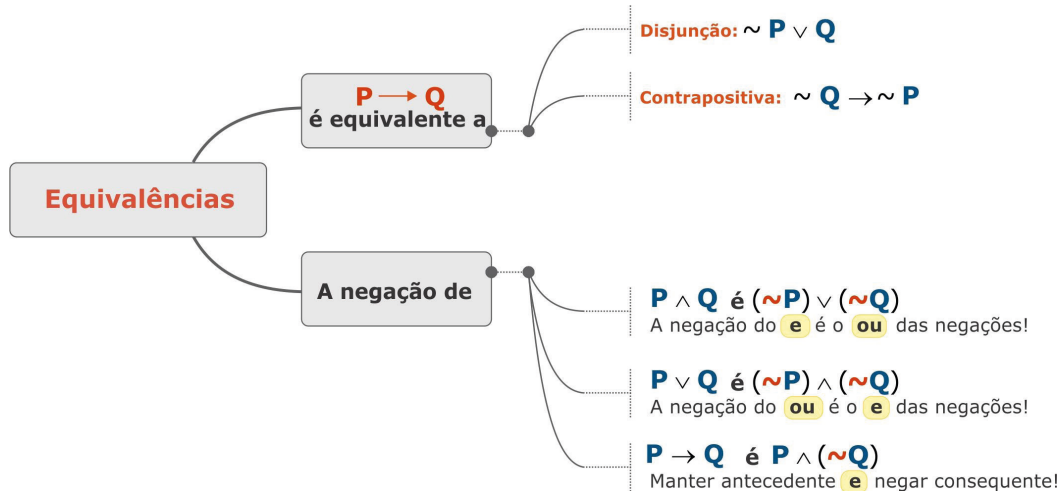 Equivalências
P → Q
é equivalente a
Disjunção: ~ P ∨ Q
Contrapositiva: ~ Q → ~ P
A negação de
P ∧ Q é (~P) ∨ (~Q)
A negação do e é o ou das negações!
P ∨ Q é (~P) ∧ (~Q)
A negação do ou é o e das negações!
P → Q é P ∧ (~Q)
Manter antecedente e negar consequente!